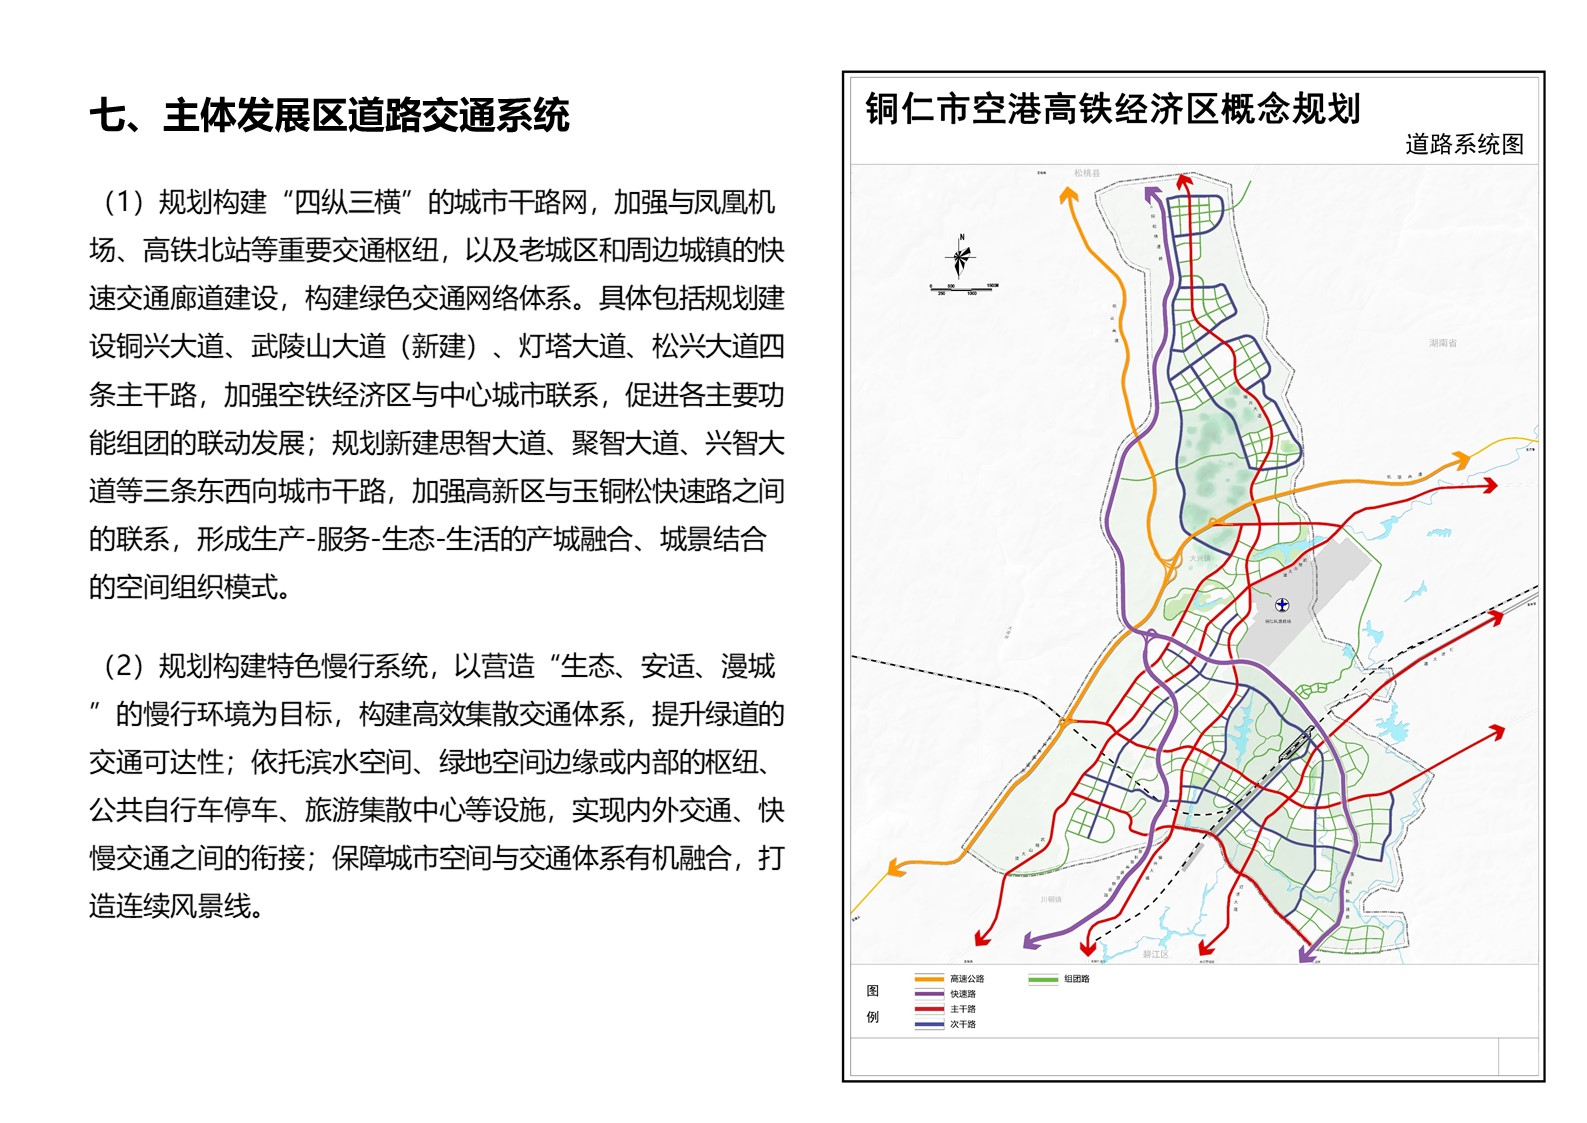 七、主体发展区道路交通系统
（1）规划构建“四纵三横”的城市干路网，加强与凤凰机
场、高铁北站等重要交通枢纽，以及老城区和周边城镇的快
速交通廊道建设，构建绿色交通网络体系。具体包括规划建
设铜兴大道、武陵山大道（新建）、灯塔大道、松兴大道四
条主干路，加强空铁经济区与中心城市联系，促进各主要功
能组团的联动发展；规划新建思智大道、聚智大道、兴智大
道等三条东西向城市干路，加强高新区与玉铜松快速路之间
的联系，形成生产-服务-生态-生活的产城融合、城景结合
的空间组织模式。
（2）规划构建特色慢行系统，以营造“生态、安适、漫城
”的慢行环境为目标，构建高效集散交通体系，提升绿道的
交通可达性；依托滨水空间、绿地空间边缘或内部的枢纽、
公共自行车停车、旅游集散中心等设施，实现内外交通、快
慢交通之间的衔接；保障城市空间与交通体系有机融合，打
造连续风景线。
铜仁市空港高铁经济区概念规划
道路系统图
松桃县
N
0 500 1500M
250 1000
湖南省
大兴镇
铜仁凤凰机场
川硐镇
碧江区
图例
高速公路
快速路
主干路
次干路
组团路